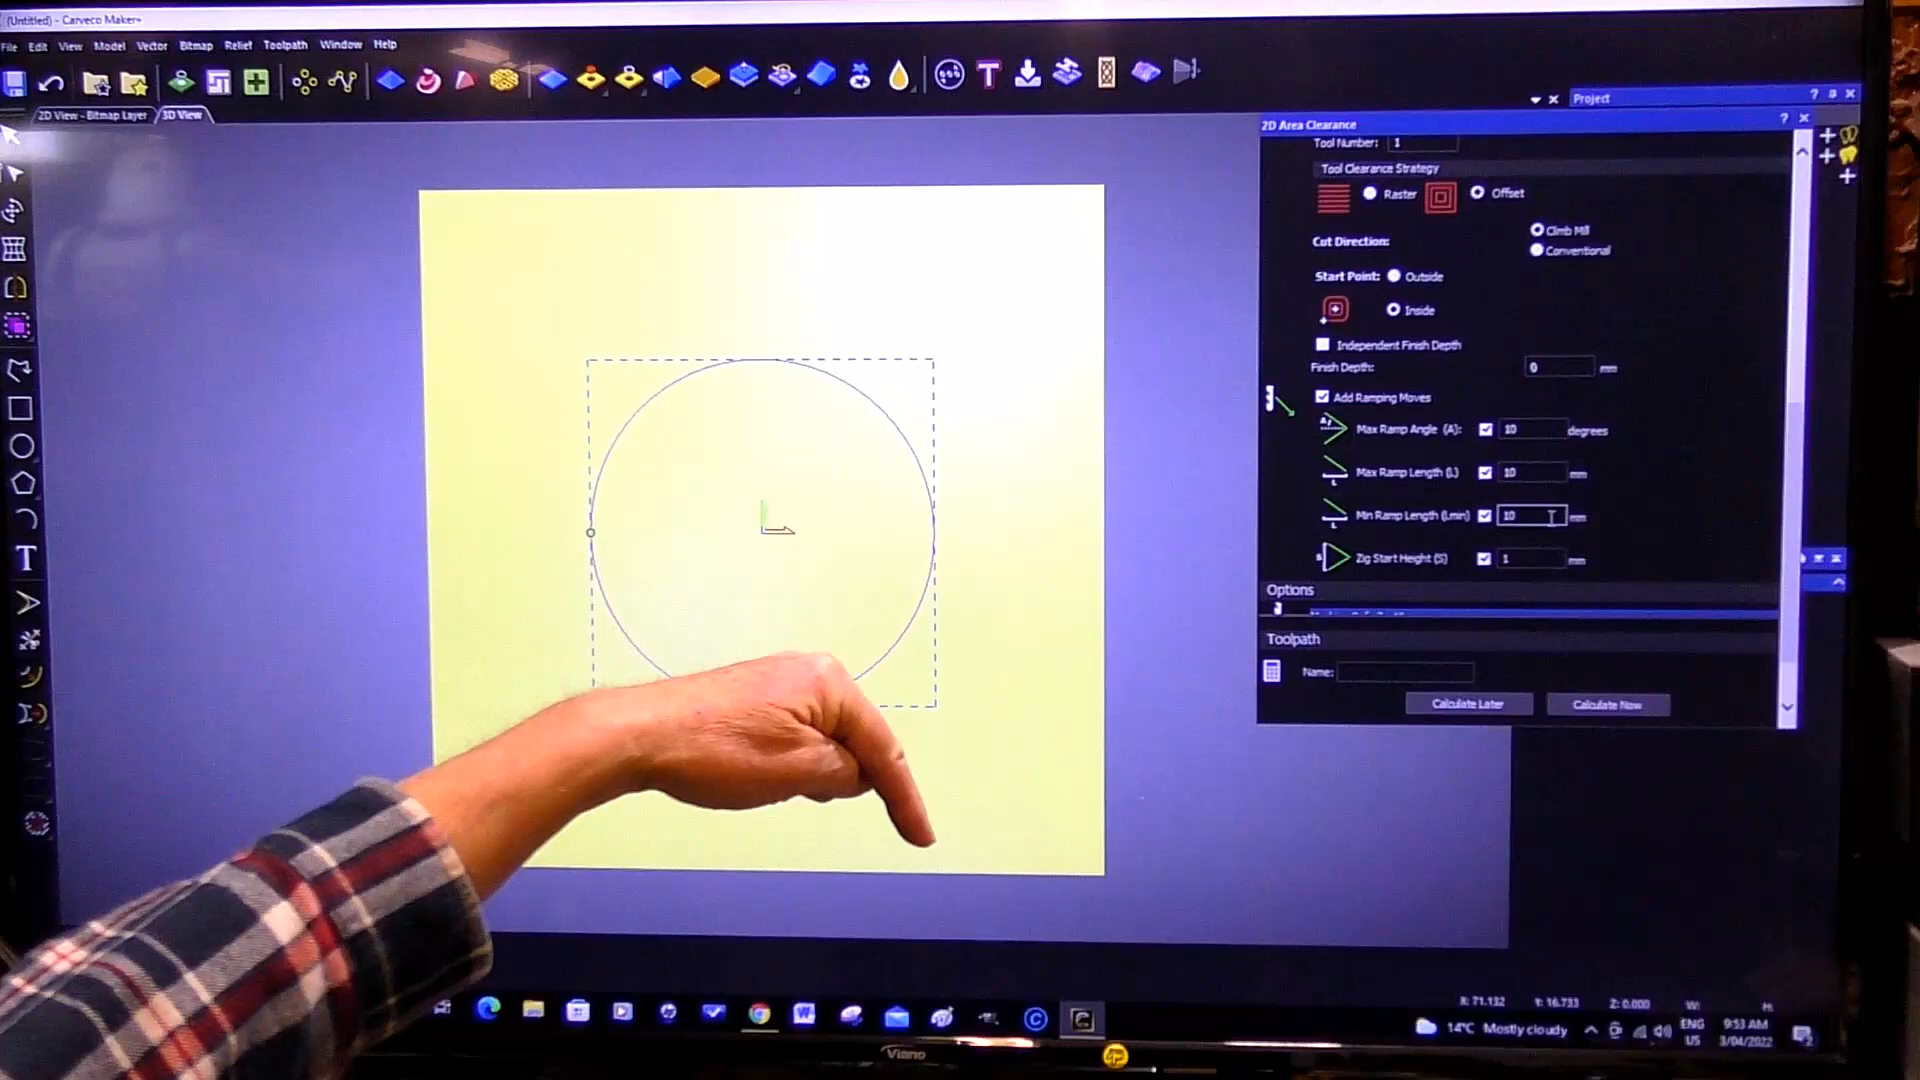 (Untitled) - Carveco Maker+
File Edit View Model Vector Bitmap Relief Toolpath Window Help
2D View - Bitmap Layer 3D View
Project
2D Area Clearance
Tool Number: 1
Tool Clearance Strategy
Raster Offset
Cut Direction: Climb Mill
Conventional
Start Point: Outside
Inside
Independent Finish Depth
Finish Depth: 0 mm
Add Ramping Moves
Max Ramp Angle (A): 10 degrees
Max Ramp Length (L) 10 mm
Min Ramp Length (Lmin) 10 mm
Zig Start Height (S) 1 mm
Options
Toolpath
Name:
Calculate Later Calculate Now
X: 71.132 Y: 16.733 Z: 0.000 W: H:
14°C Mostly cloudy ENG US 9:53 AM 3/04/2022
Viano